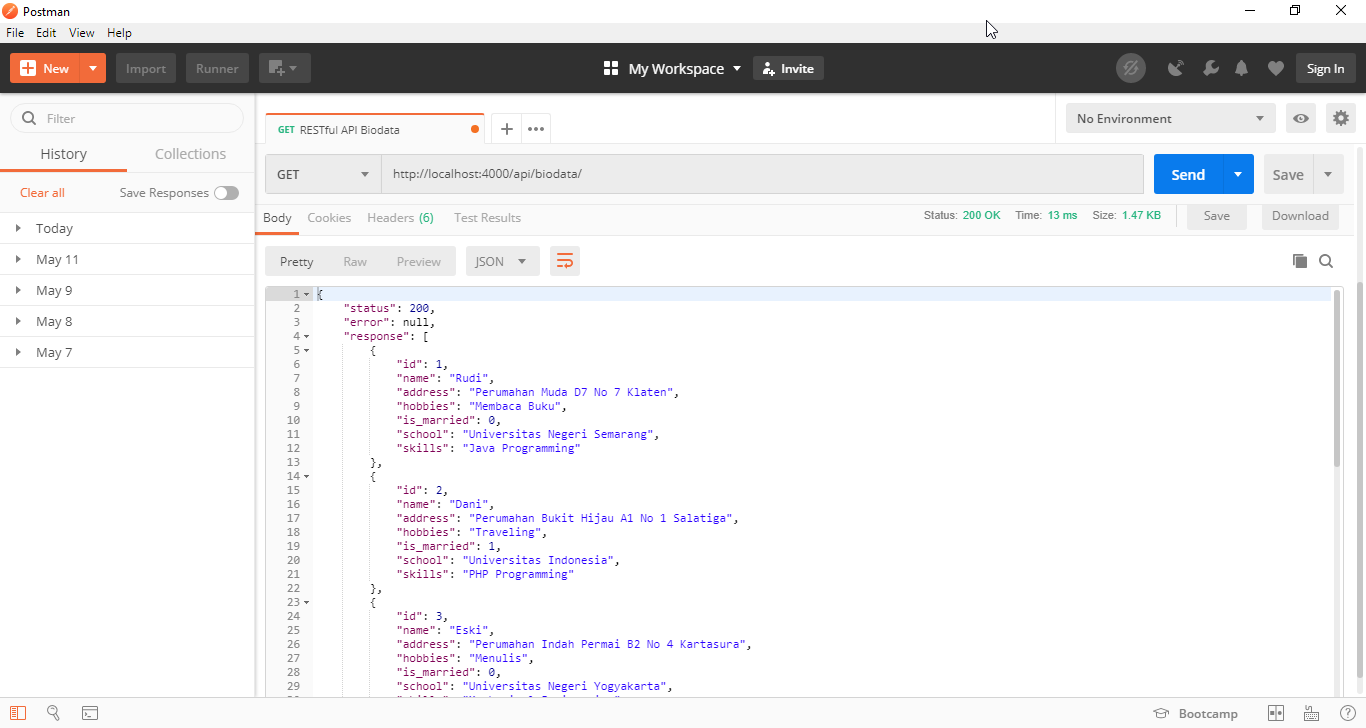 Postman
File Edit View Help
New Import Runner My Workspace Invite Sign In
Filter
History Collections
Clear all Save Responses
Today
May 11
May 9
May 8
May 7
GET RESTful API Biodata + ••• No Environment
GET http://localhost:4000/api/biodata/ Send Save
Body Cookies Headers (6) Test Results Status: 200 OK Time: 13 ms Size: 1.47 KB Save Download
Pretty Raw Preview JSON
1 {
2 "status": 200,
3 "error": null,
4 "response": [
5 {
6 "id": 1,
7 "name": "Rudi",
8 "address": "Perumahan Muda D7 No 7 Klaten",
9 "hobbies": "Membaca Buku",
10 "is_married": 0,
11 "school": "Universitas Negeri Semarang",
12 "skills": "Java Programming"
13 },
14 {
15 "id": 2,
16 "name": "Dani",
17 "address": "Perumahan Bukit Hijau A1 No 1 Salatiga",
18 "hobbies": "Traveling",
19 "is_married": 1,
20 "school": "Universitas Indonesia",
21 "skills": "PHP Programming"
22 },
23 {
24 "id": 3,
25 "name": "Eski",
26 "address": "Perumahan Indah Permai B2 No 4 Kartasura",
27 "hobbies": "Menulis",
28 "is_married": 0,
29 "school": "Universitas Negeri Yogyakarta",
Bootcamp